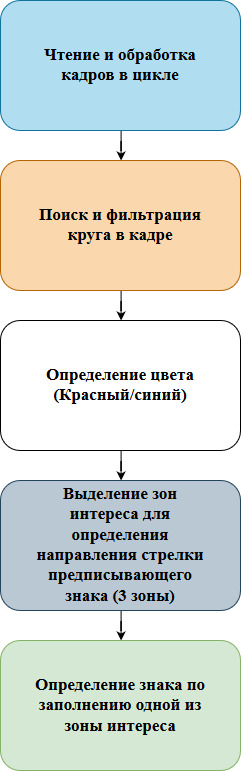 Чтение и обработка
кадров в цикле
Поиск и фильтрация
круга в кадре
Определение цвета
(Красный/синий)
Выделение зон
интереса для
определения
направления стрелки
предписывающего
знака (3 зоны)
Определение знака по
заполнению одной из
зоны интереса